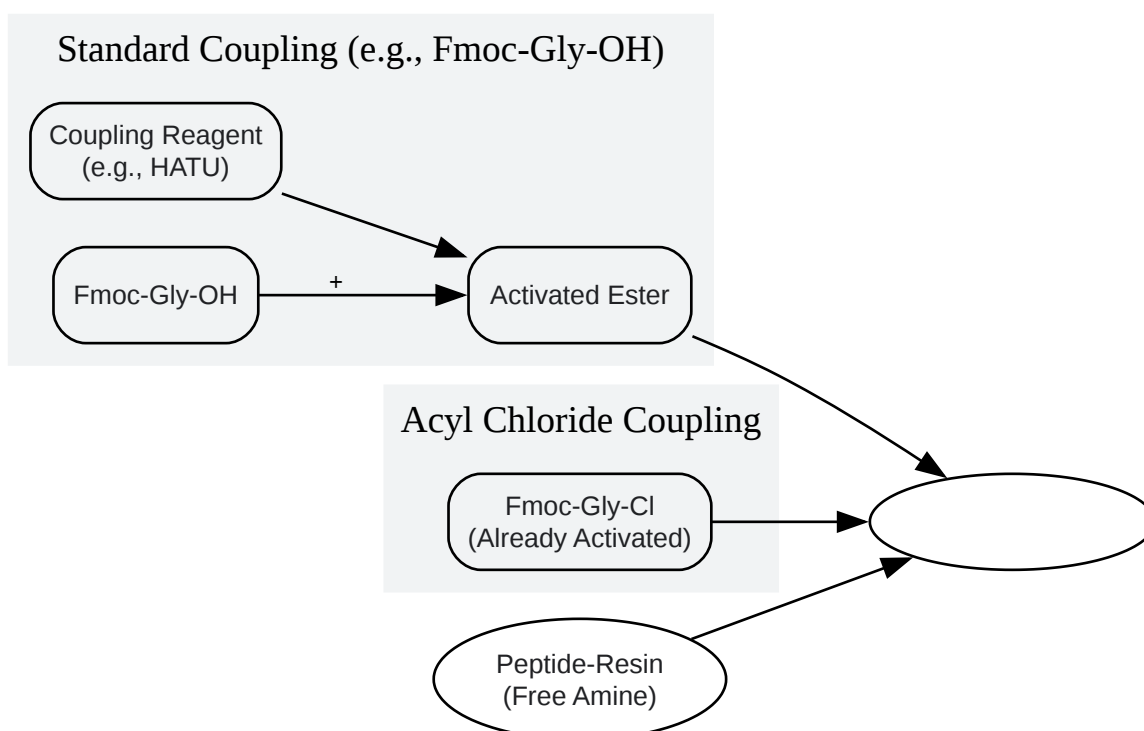 Standard Coupling (e.g., Fmoc-Gly-OH)
Coupling Reagent
(e.g., HATU)
Fmoc-Gly-OH
+
Activated Ester
Acyl Chloride Coupling
Fmoc-Gly-Cl
(Already Activated)
Peptide-Resin
(Free Amine)